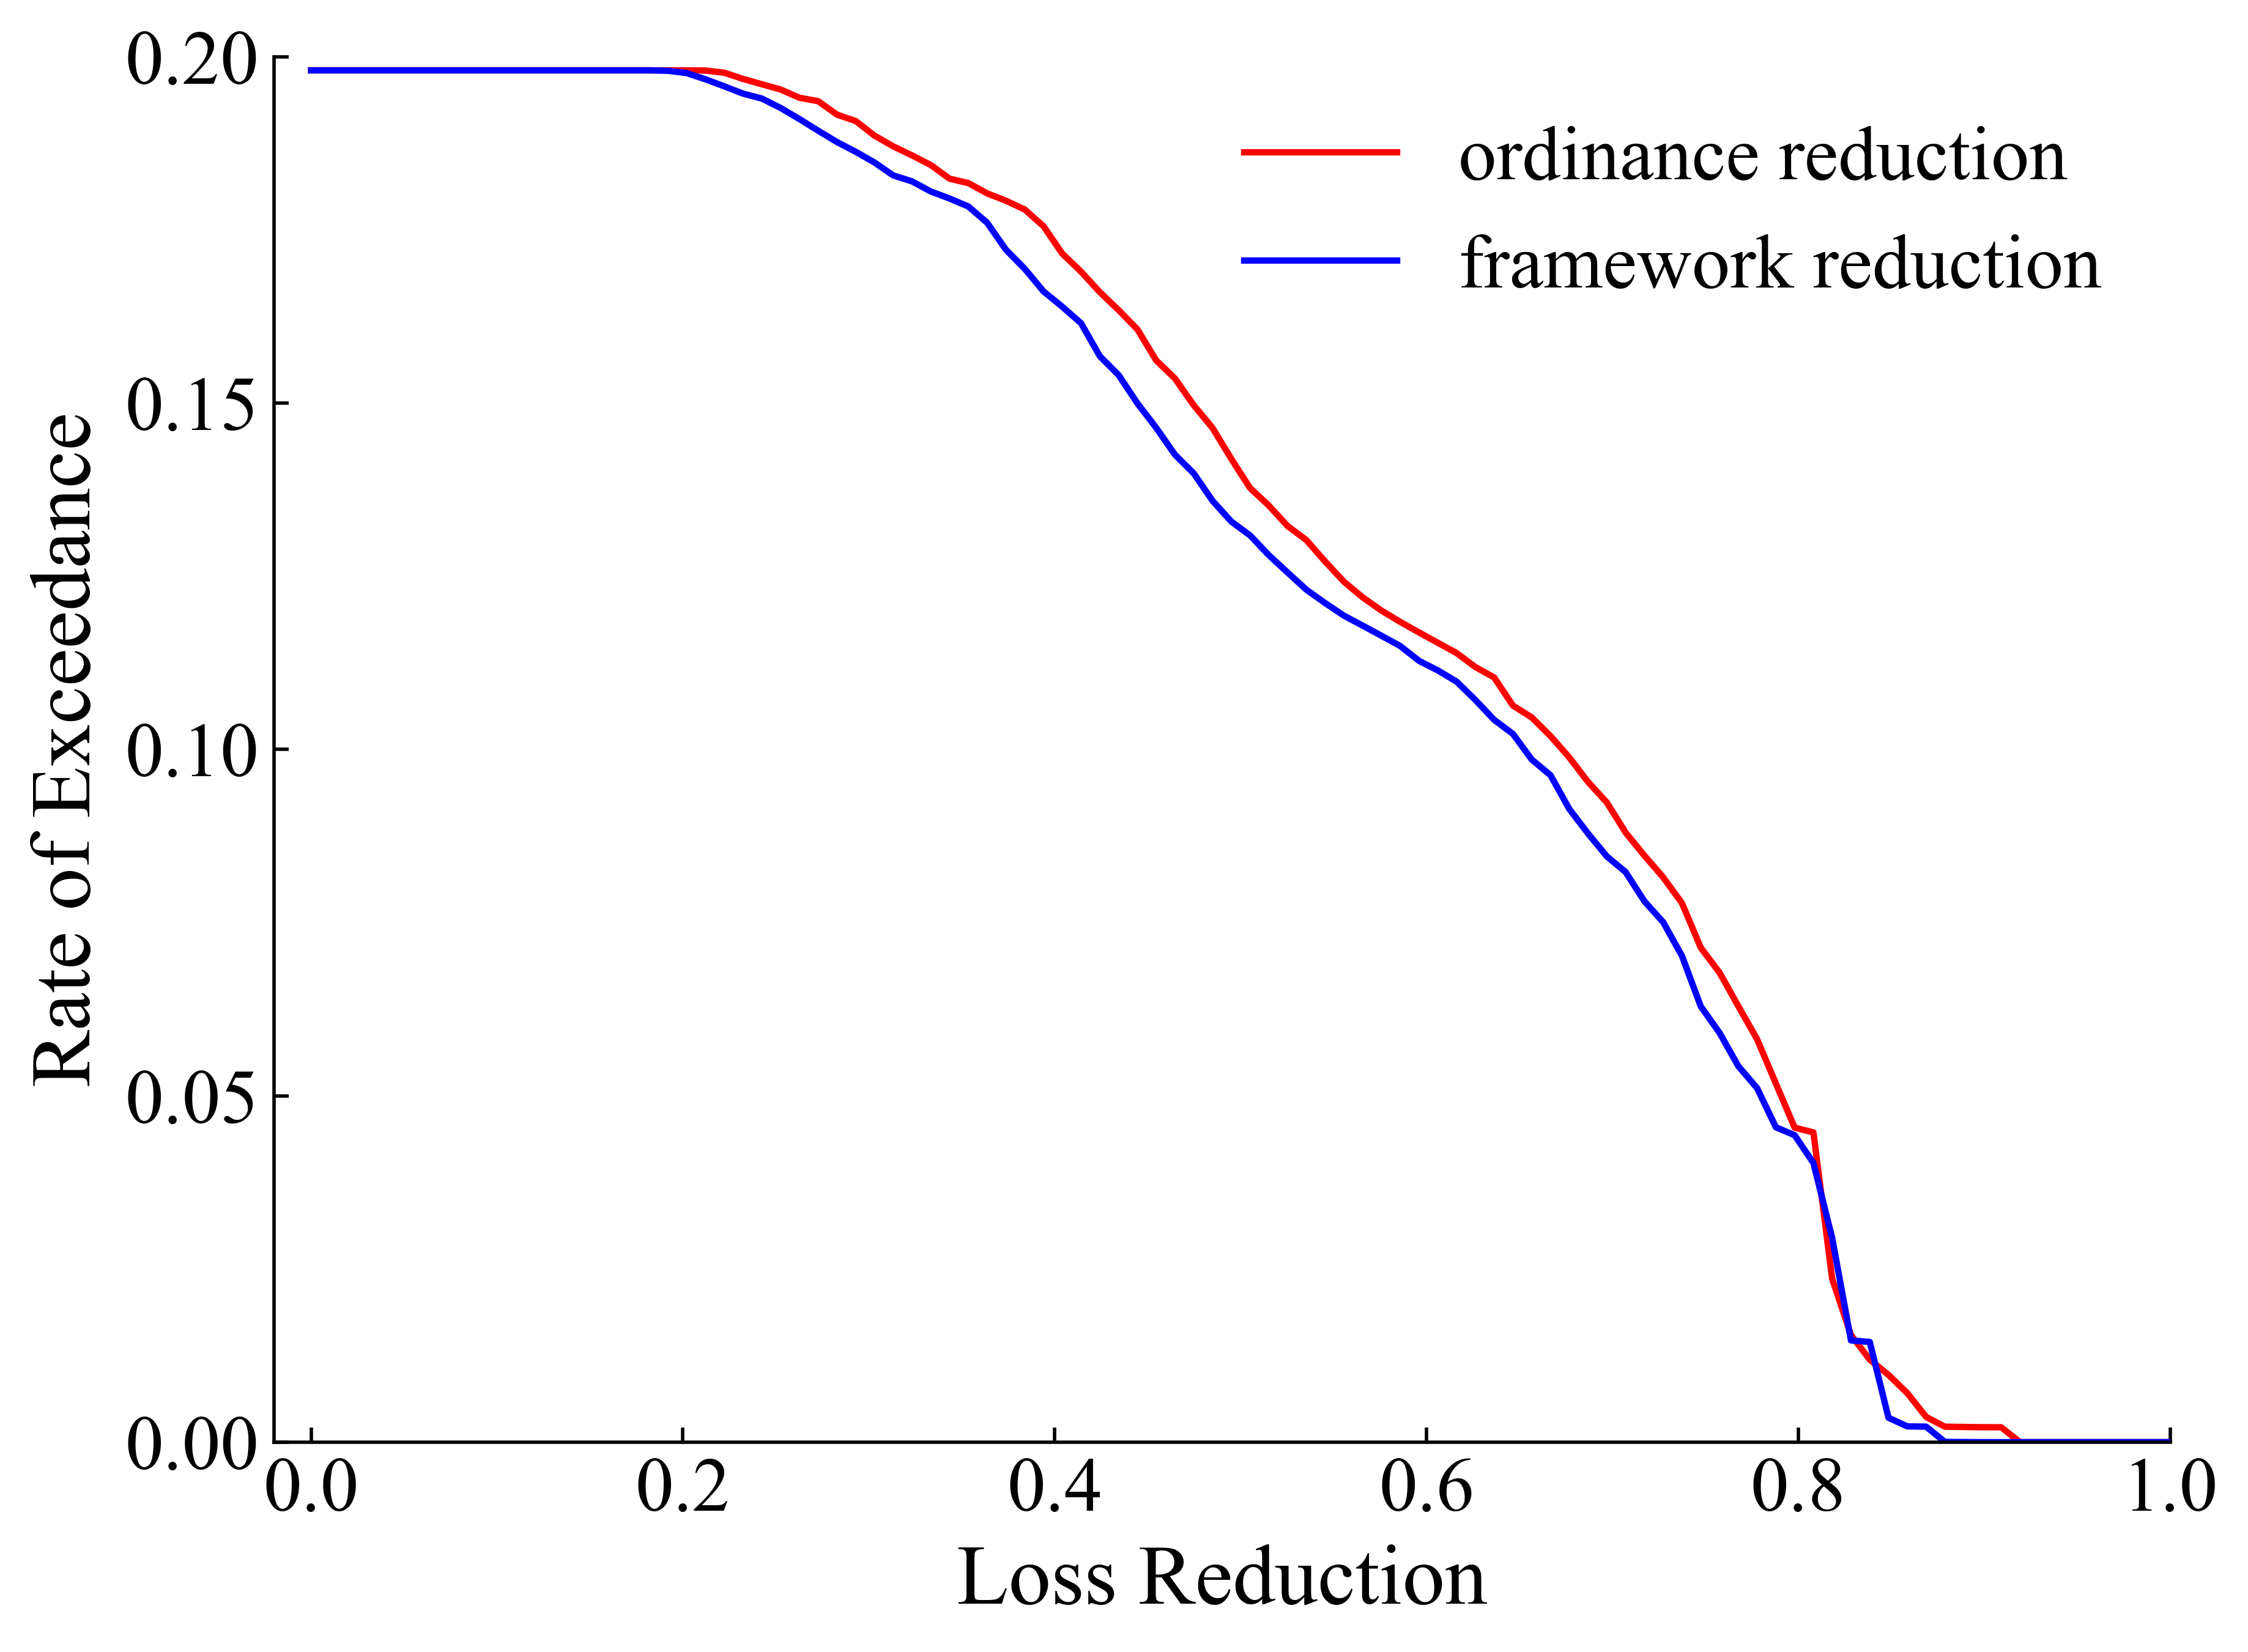 0.20
0.15
0.10
0.05
0.00
Rate of Exceedance
ordinance reduction
framework reduction
0.0 0.2 0.4 0.6 0.8 1.0
Loss Reduction